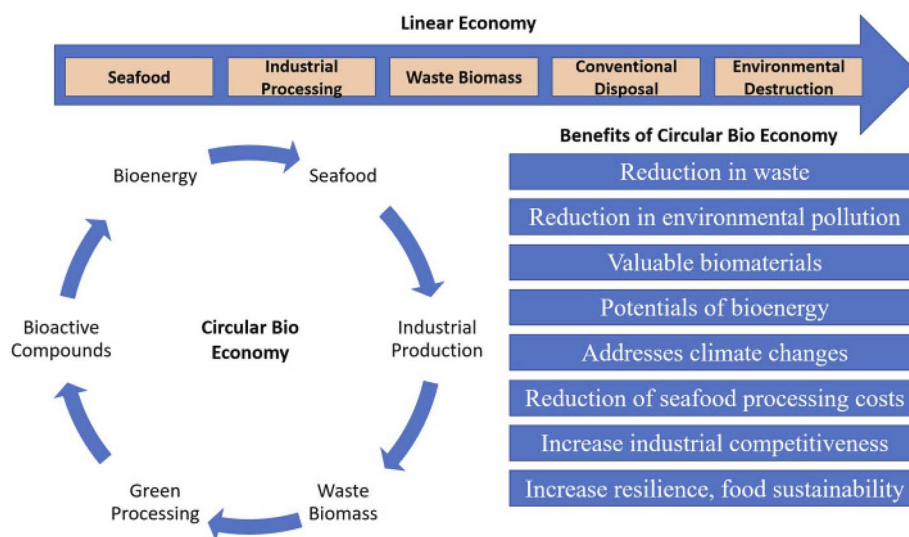 Linear Economy
Seafood
Industrial
Processing
Waste Biomass
Conventional
Disposal
Environmental
Destruction
Benefits of Circular Bio Economy
Reduction in waste
Reduction in environmental pollution
Valuable biomaterials
Potentials of bioenergy
Addresses climate changes
Reduction of seafood processing costs
Increase industrial competitiveness
Increase resilience, food sustainability
Circular Bio
Economy
Seafood
Industrial
Production
Waste
Biomass
Green
Processing
Bioactive
Compounds
Bioenergy